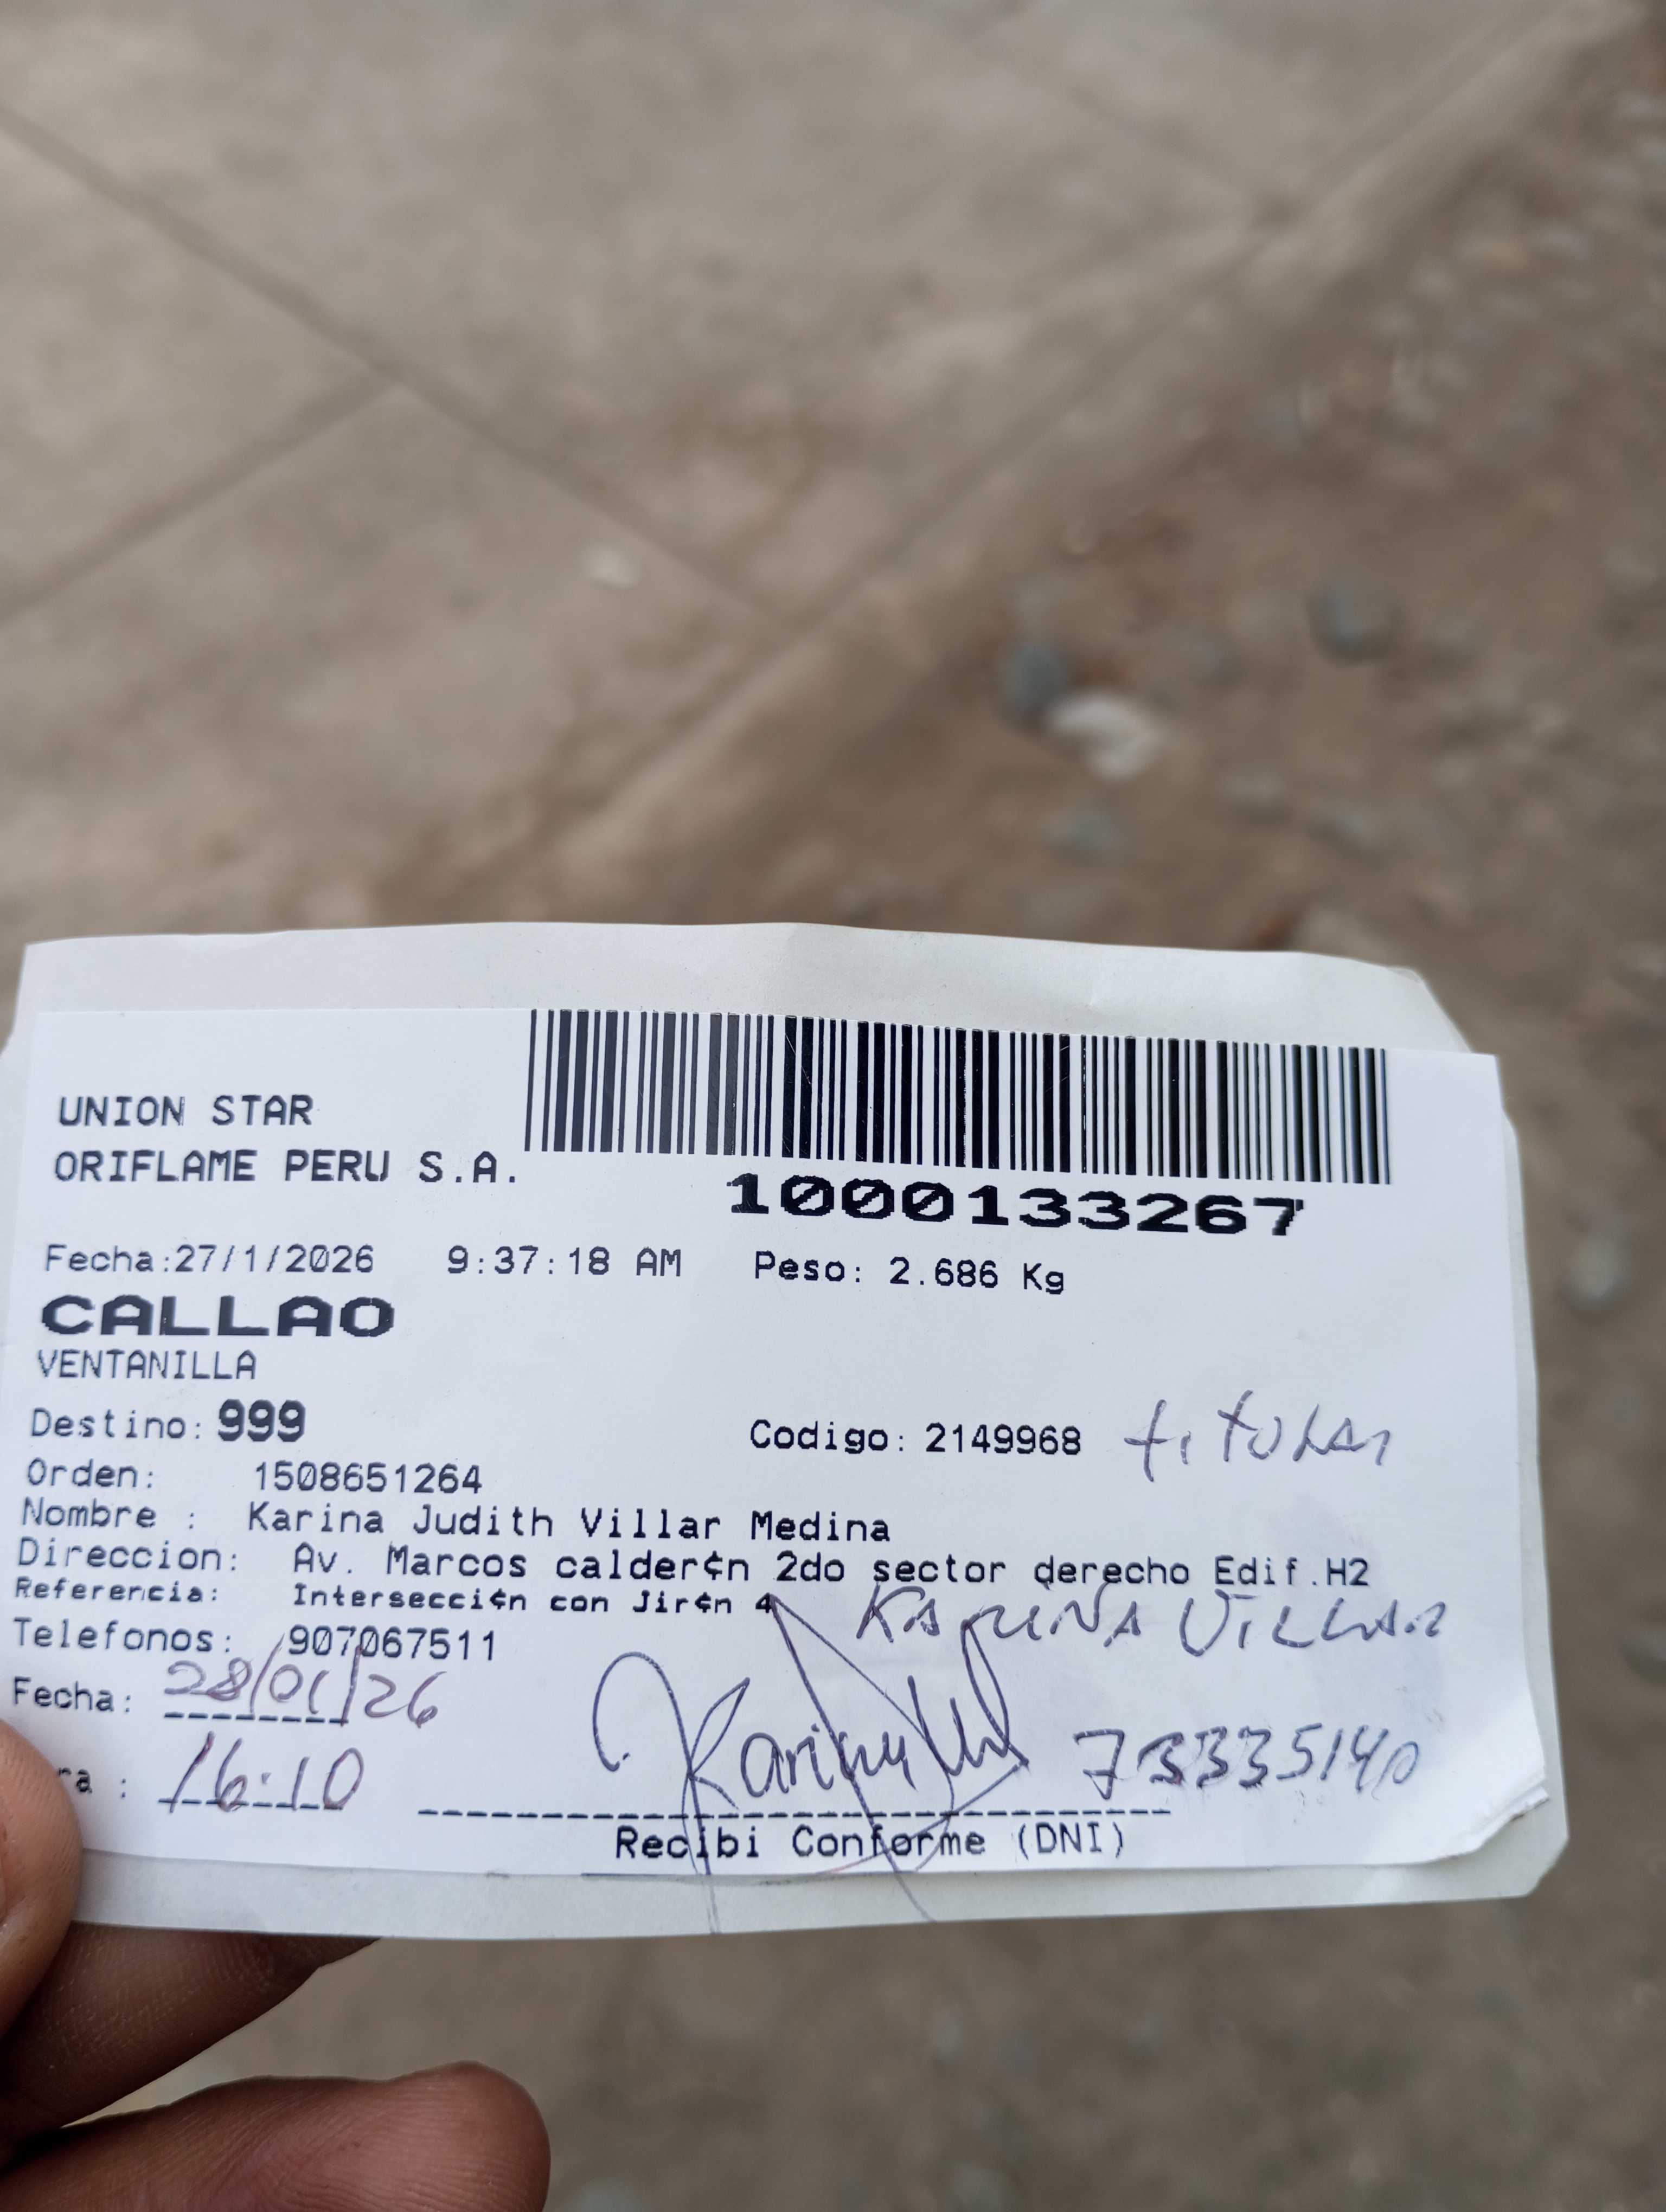 UNION STAR
ORIFLAME PERU S.A.
1000133267
Fecha:27/1/2026 9:37:18 AM Peso: 2.686 Kg
CALLAO
VENTANILLA
Destino: 999
Codigo: 2149968 titular
Orden: 1508651264
Nombre : Karina Judith Villar Medina
Direccion: Av. Marcos calder¢n 2do sector derecho Edif.H2
Referencia: Intersecci¢n con Jir¢n 4
KARINA VILLAR
Telefonos: 907067511
Fecha: 28/01/26
ra : 16:10
73335140
Recibi Conforme (DNI)